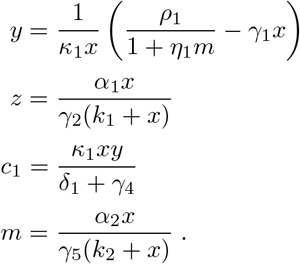 y = \frac{1}{\kappa_1 x} \left( \frac{\rho_1}{1 + \eta_1 m} - \gamma_1 x \right)
z = \frac{\alpha_1 x}{\gamma_2 (k_1 + x)}
c_1 = \frac{\kappa_1 x y}{\delta_1 + \gamma_4}
m = \frac{\alpha_2 x}{\gamma_5 (k_2 + x)} .